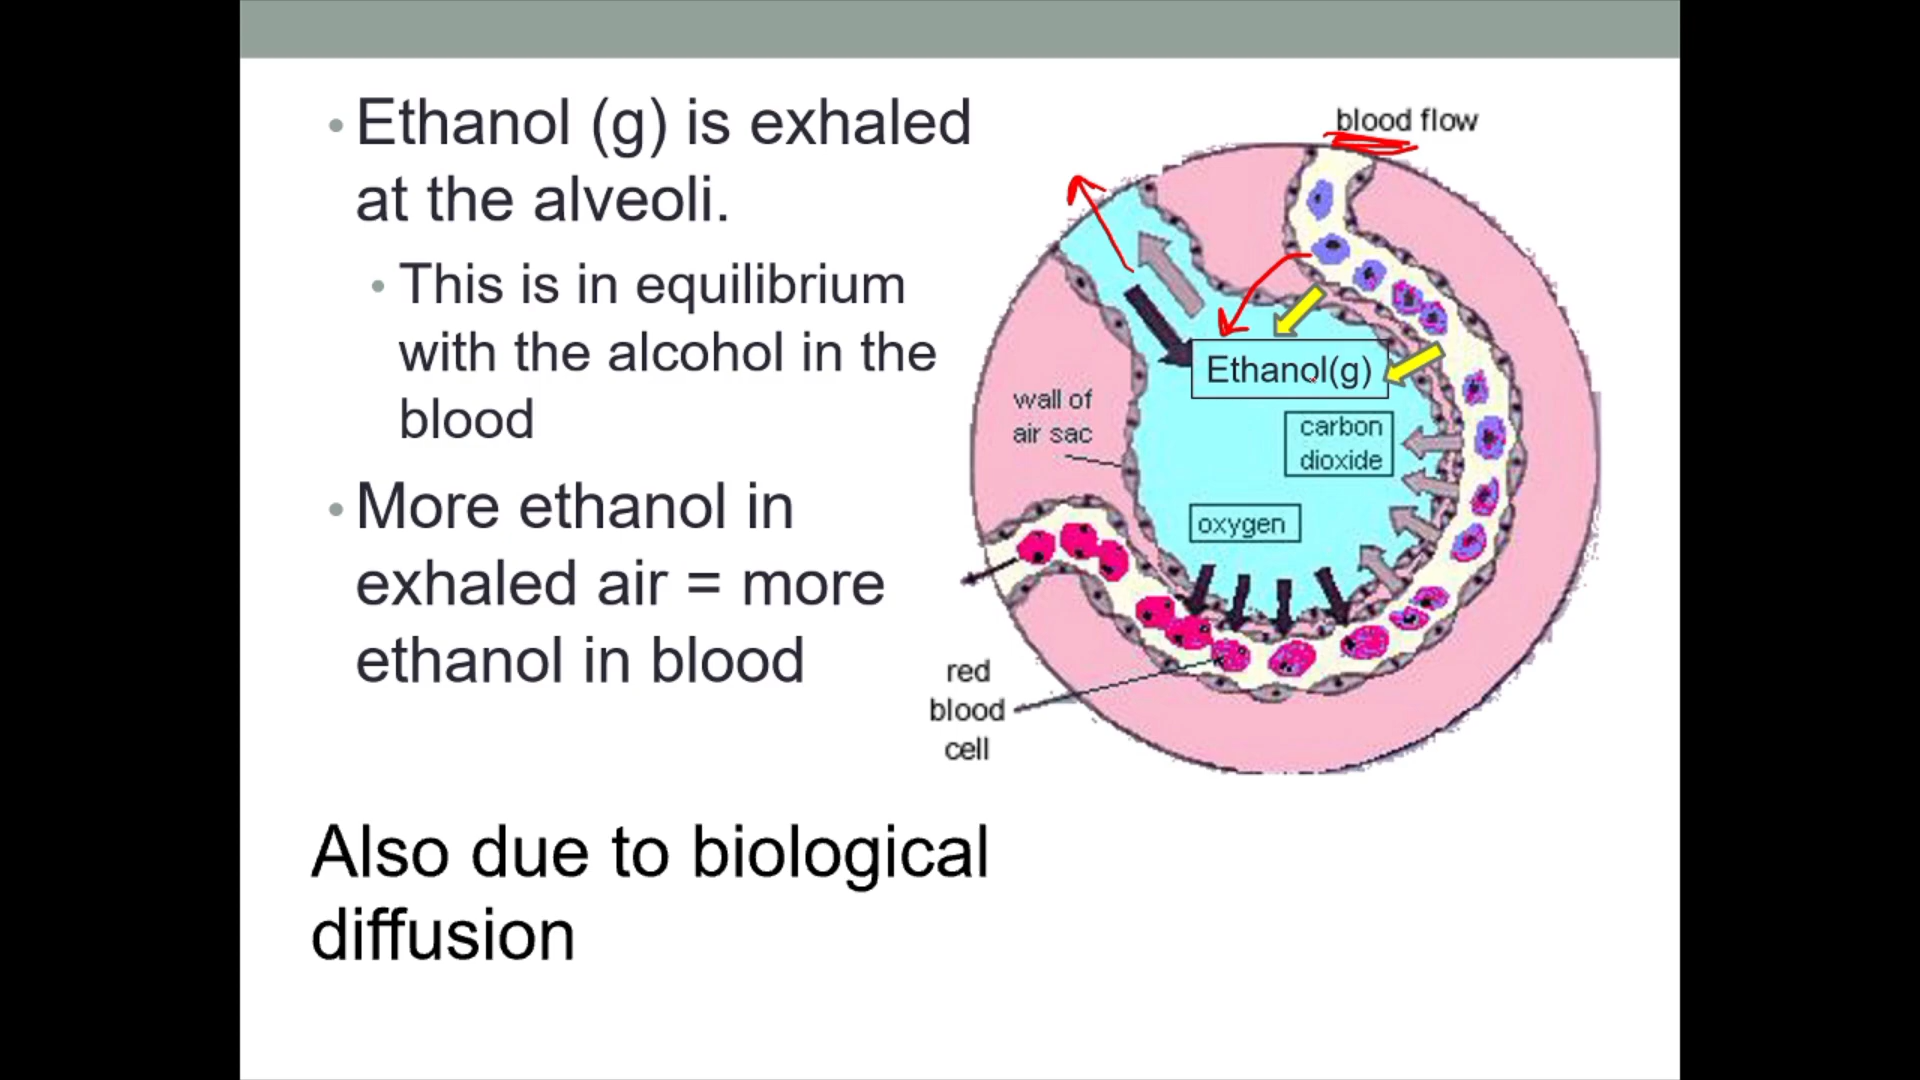 • Ethanol (g) is exhaled
at the alveoli.
• This is in equilibrium
with the alcohol in the
blood
• More ethanol in
exhaled air = more
ethanol in blood
Also due to biological
diffusion
blood flow
Ethanol(g)
wall of
air sac
carbon
dioxide
oxygen
red
blood
cell